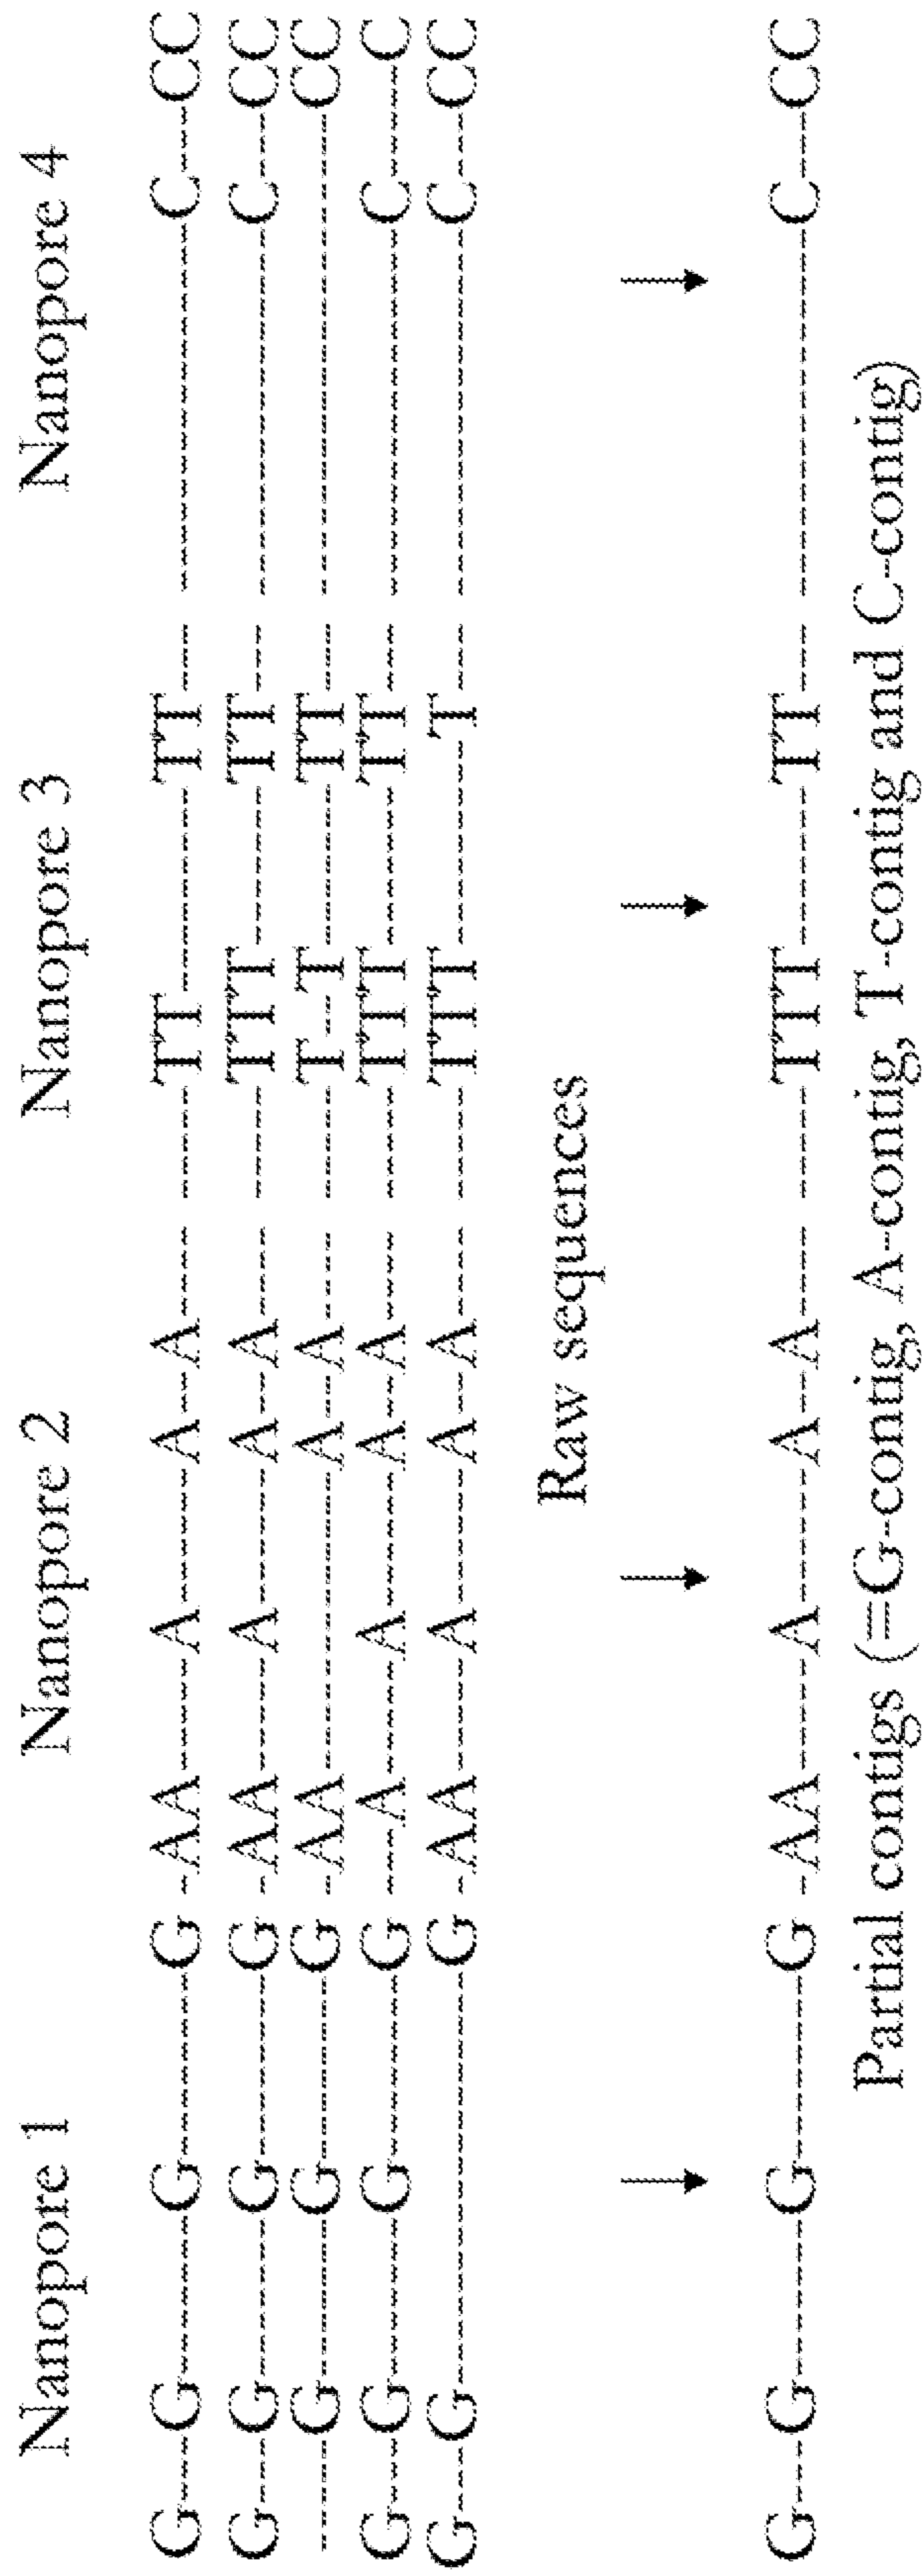 Nanopore 1 Nanopore 2 Nanopore 3 Nanopore 4
G---G-------G-------G -AA----A-----A--A---- -----TT-------TT--- ----------------C---CC
G---G-------G-------G -AA----A-----A--A---- -----TTT------TT--- ----------------C--CC
-----G-------G-------G -AA-------------A--A---- -----T--T------TT--- ---------------------CC
G--G-------G-------G ---A-----A-----A--A---- -----TTT------TT--- ----------------C----C
G--G----------------G -AA----A-----A--A---- -----TTT--------T--- ----------------C--CC
Raw sequences
↓ ↓ ↓ ↓
G---G-------G-------G -AA----A-----A--A---- -----TTT------TT--- ----------------C---CC
Partial contigs (=G-contig, A-contig, T-contig and C-contig)